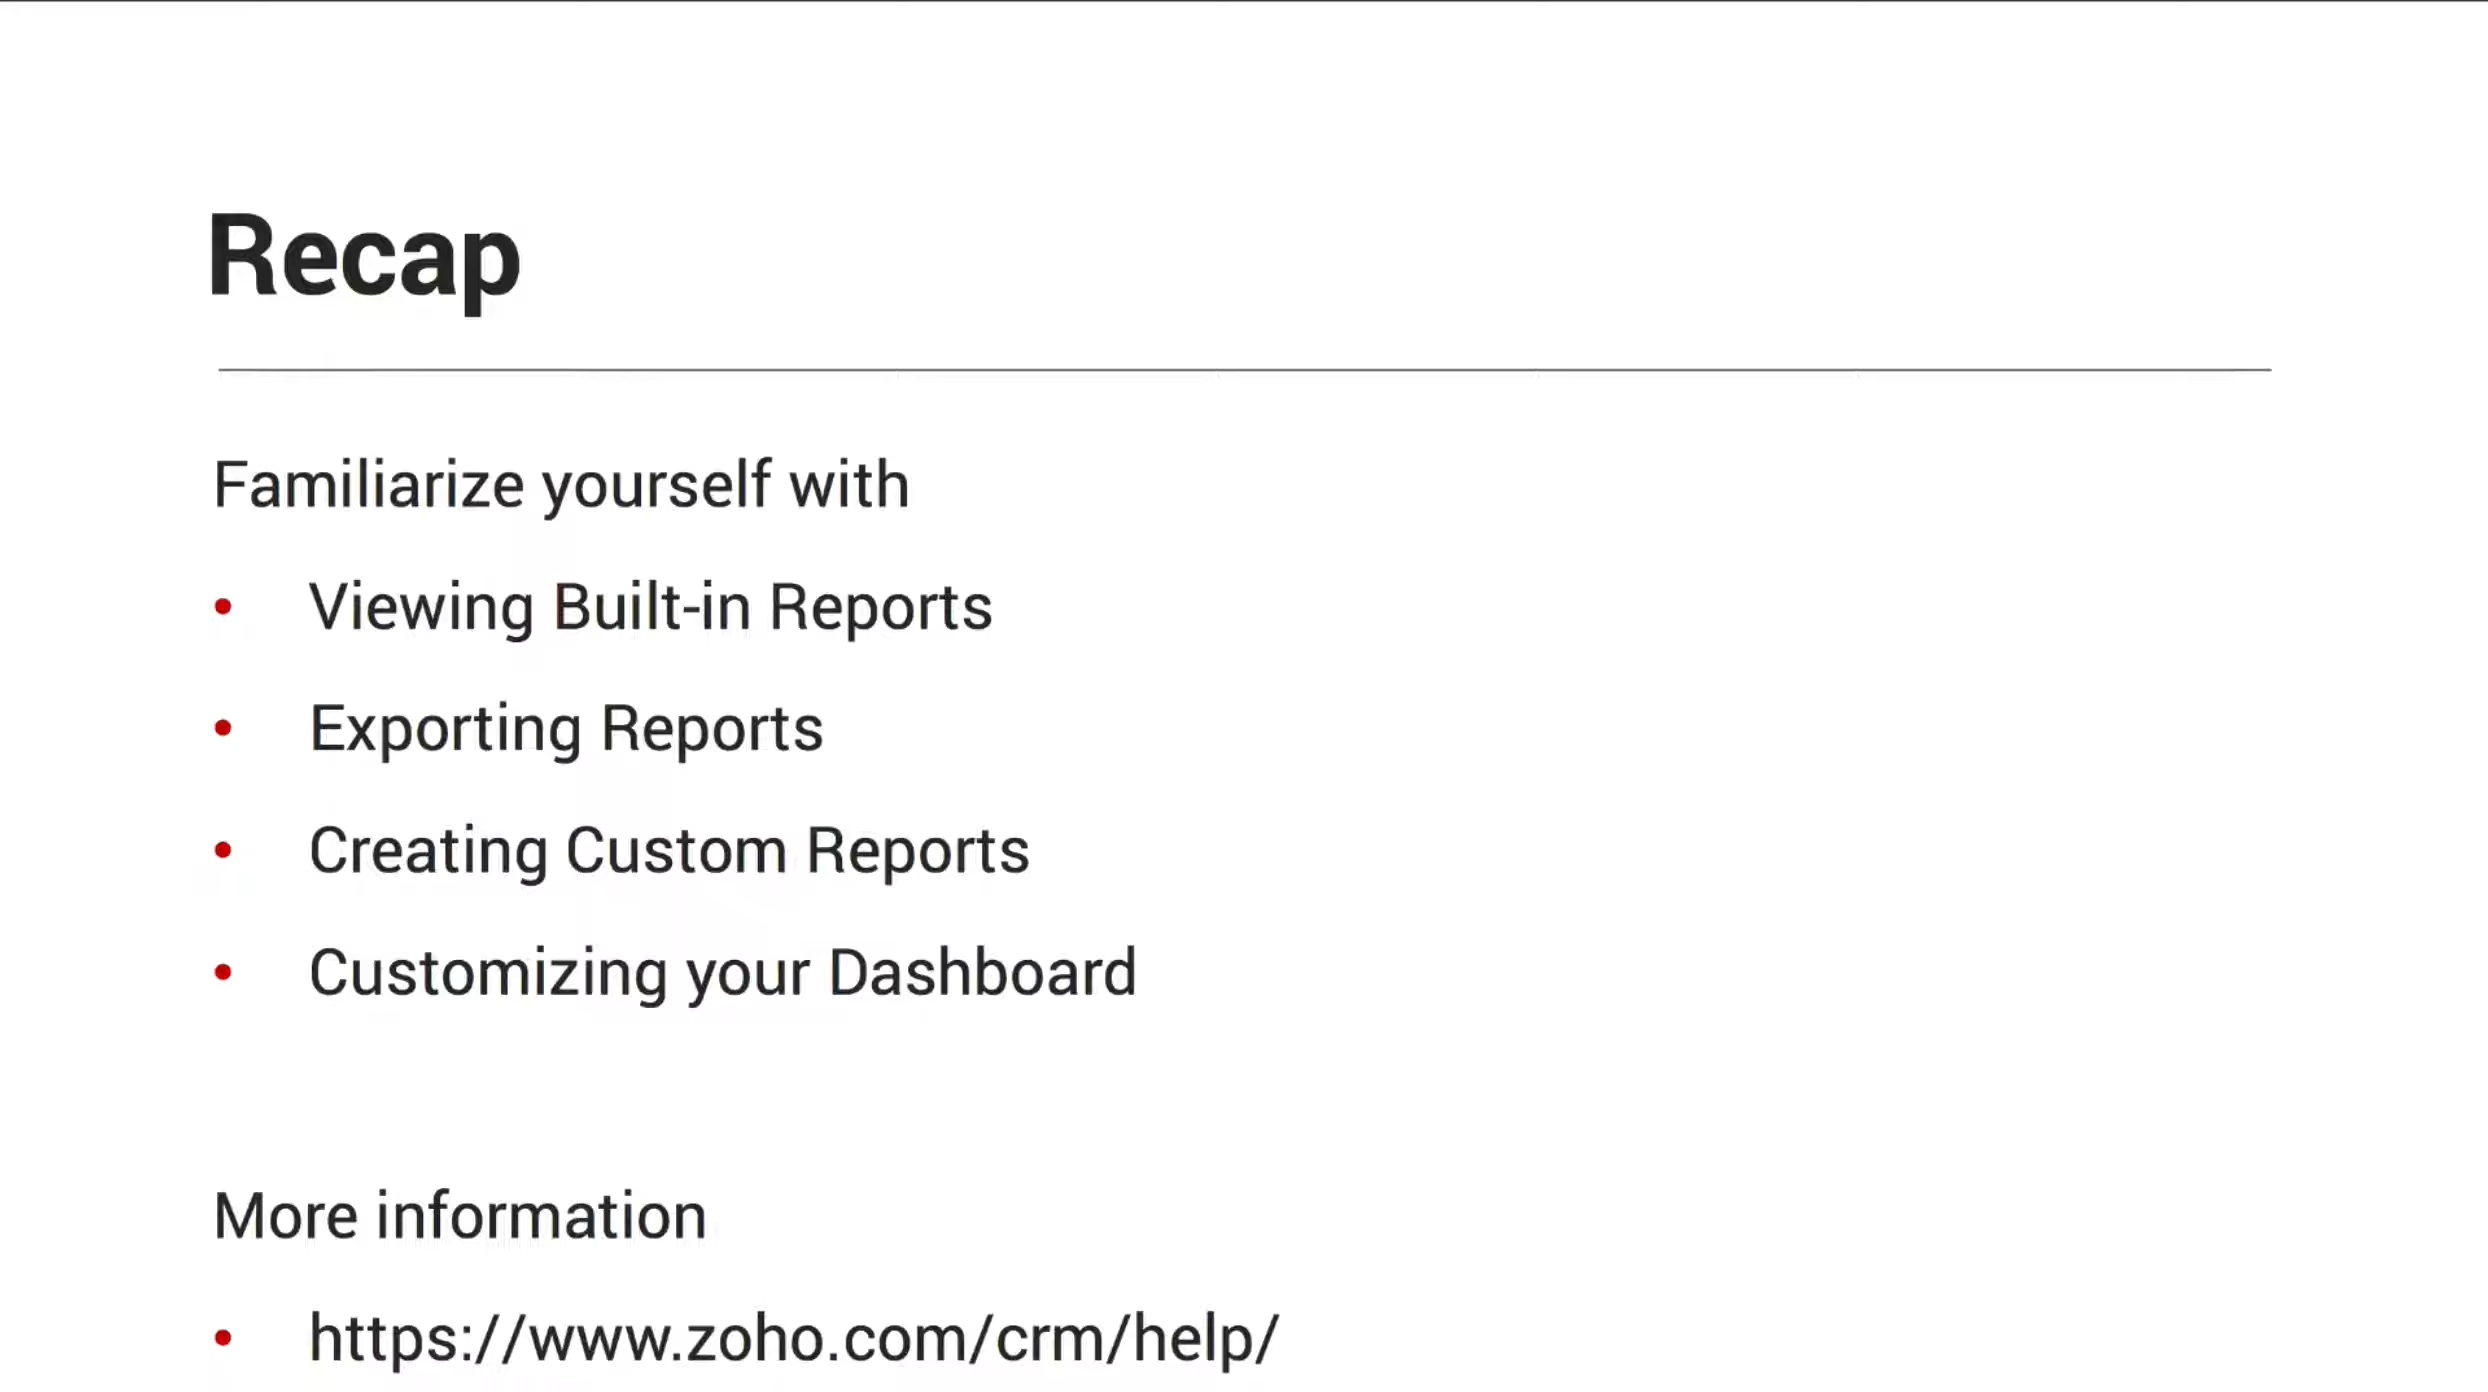 Recap
Familiarize yourself with
• Viewing Built-in Reports
• Exporting Reports
• Creating Custom Reports
• Customizing your Dashboard
More information
• https://www.zoho.com/crm/help/